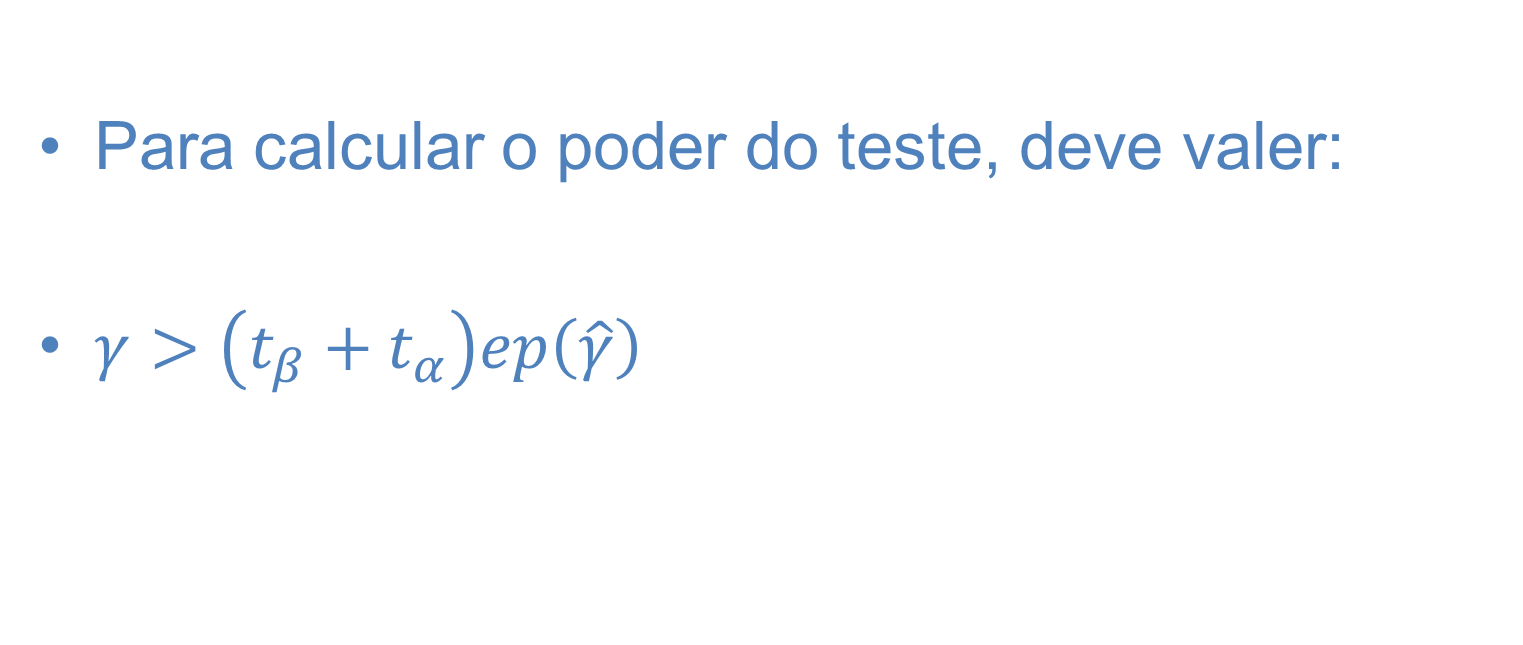 • Para calcular o poder do teste, deve valer:
• γ > (t_β + t_α)ep(γ̂)